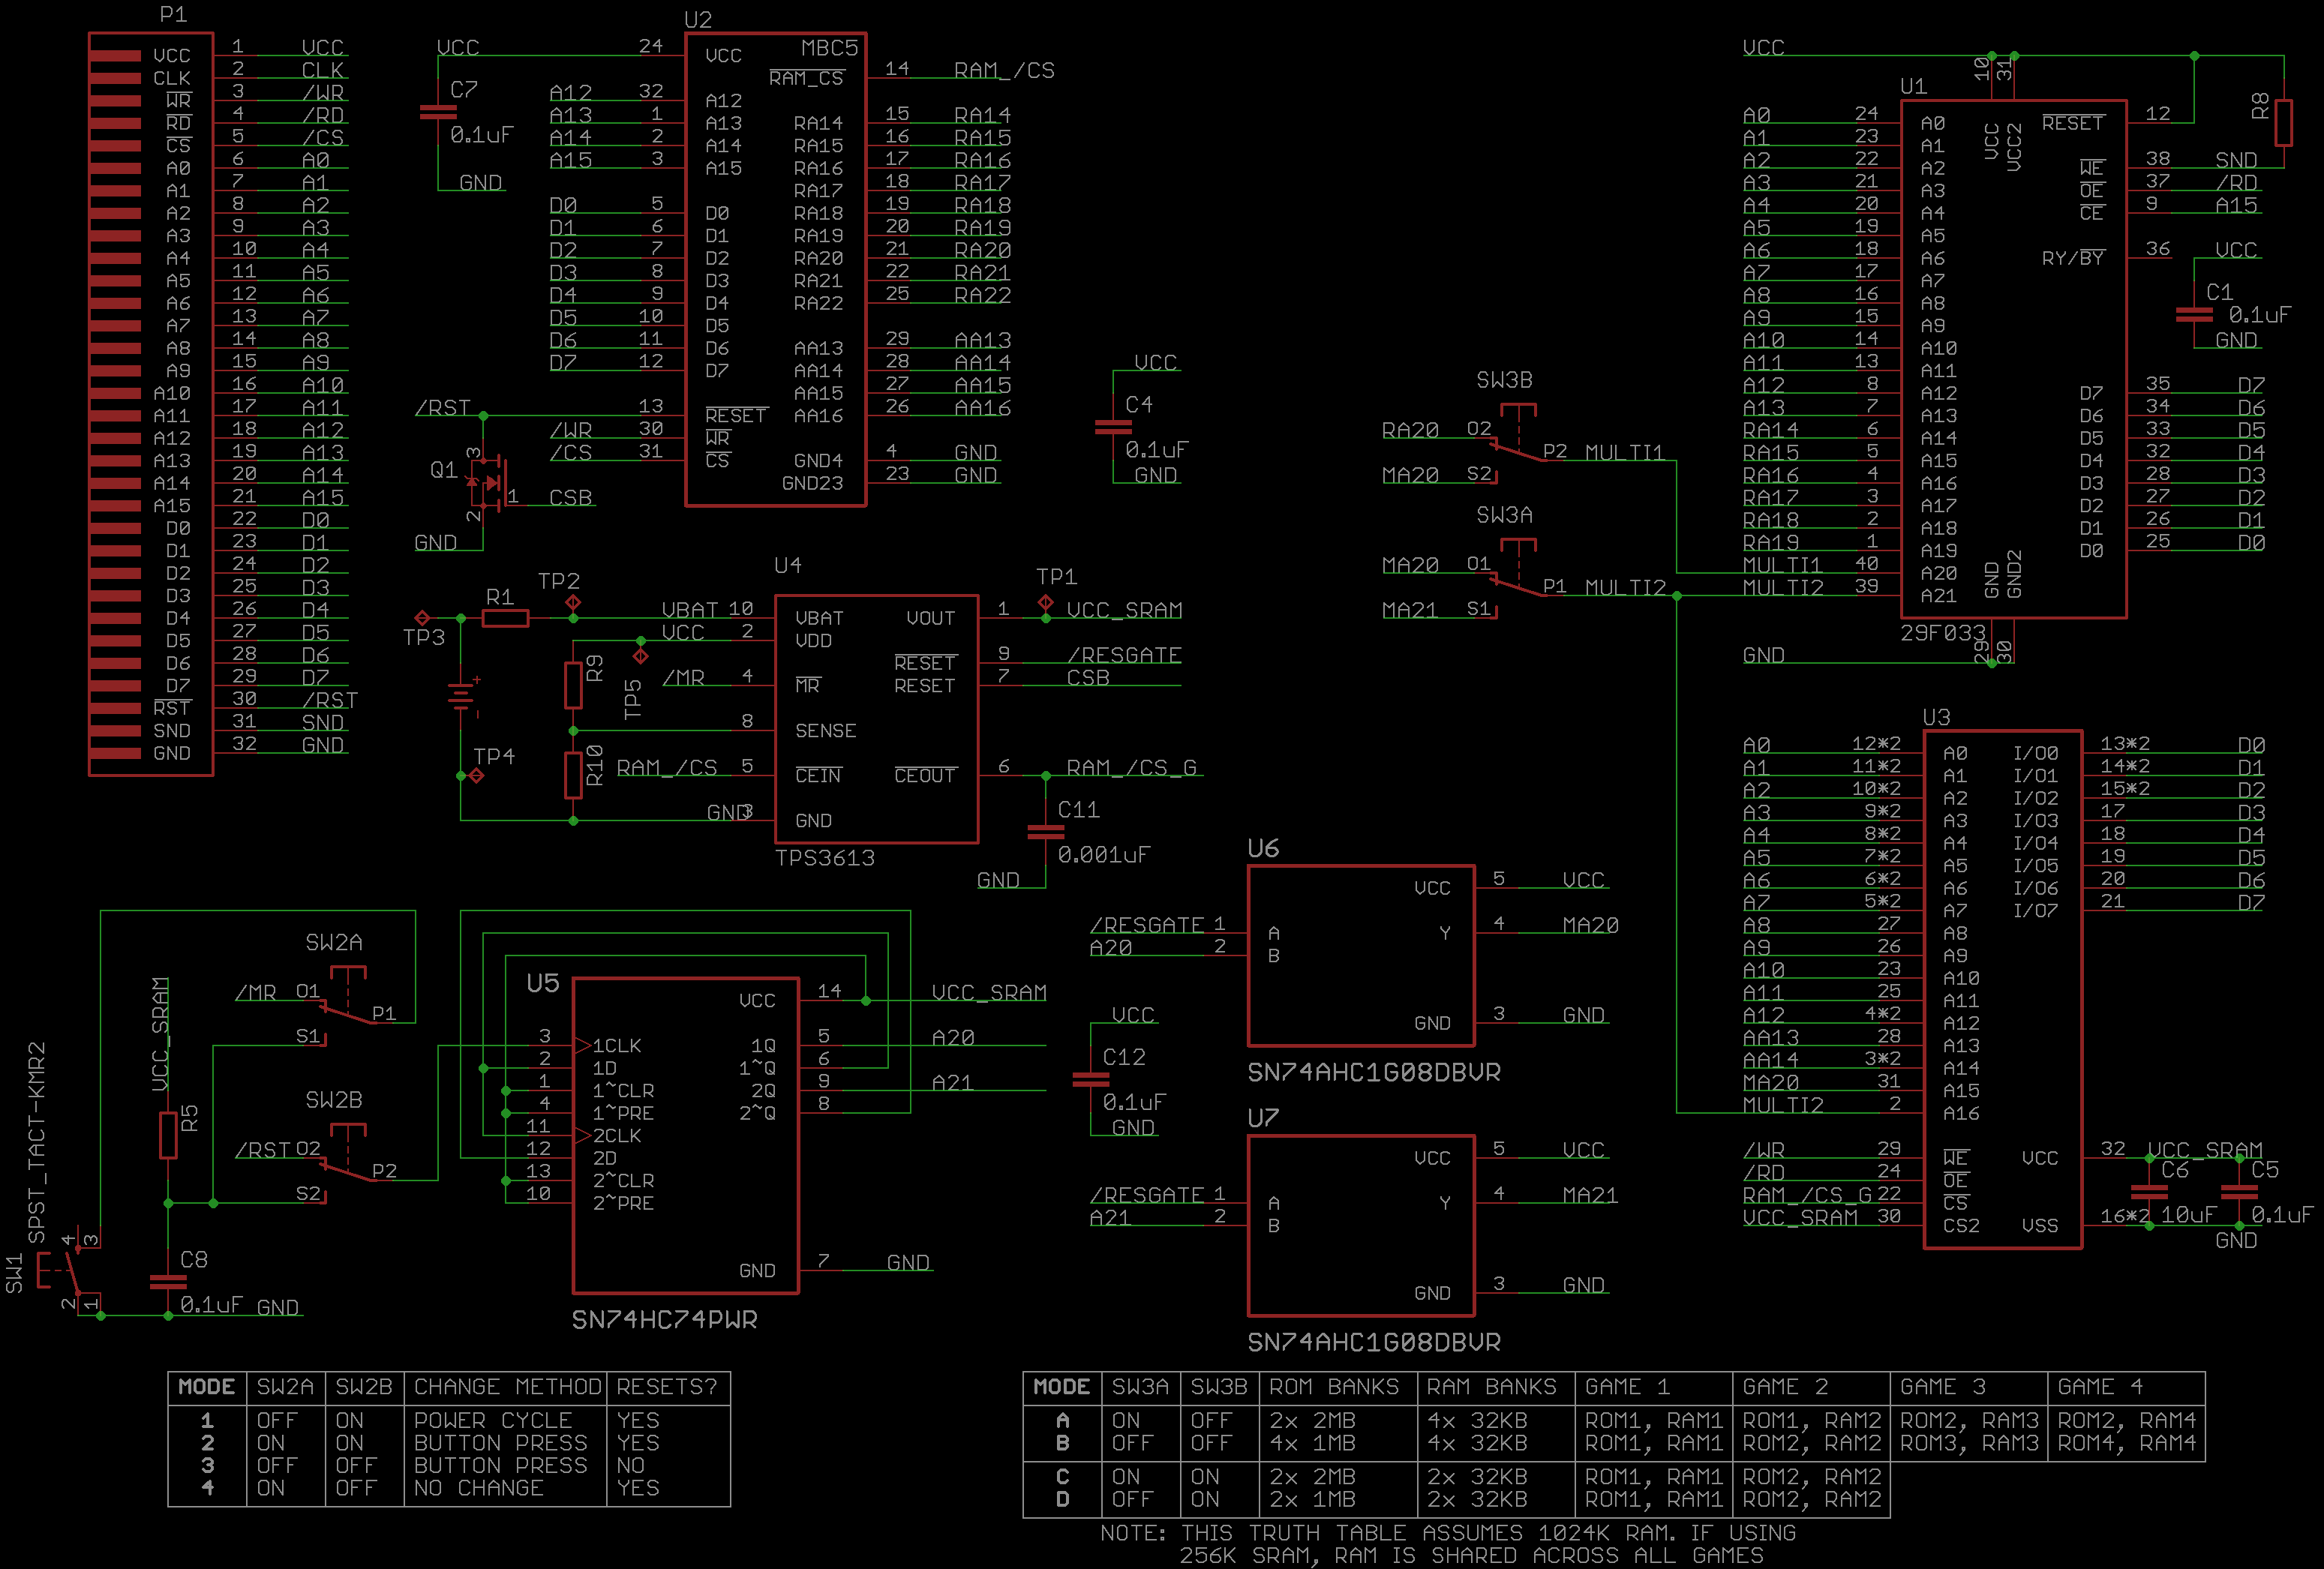 P1
VCC 1 VCC
CLK 2 CLK
WR 3 /WR
RD 4 /RD
CS 5 /CS
A0 6 A0
A1 7 A1
A2 8 A2
A3 9 A3
A4 10 A4
A5 11 A5
A6 12 A6
A7 13 A7
A8 14 A8
A9 15 A9
A10 16 A10
A11 17 A11
A12 18 A12
A13 19 A13
A14 20 A14
A15 21 A15
D0 22 D0
D1 23 D1
D2 24 D2
D3 25 D3
D4 26 D4
D5 27 D5
D6 28 D6
D7 29 D7
RST 30 /RST
SND 31 SND
GND 32 GND
VCC
C7
0.1uF
GND
U2
MBC5
24 VCC
RAM_CS 14 RAM_/CS
A12 32 A12
A13 1 A13
A14 2 A14
A15 3 A15
D0 5 D0
D1 6 D1
D2 7 D2
D3 8 D3
D4 9 D4
D5 10 D5
D6 11 D6
D7 12 D7
/RST 13 RESET
/WR 30 WR
/CS 31 CS
RA14 15 RA14
RA15 16 RA15
RA16 17 RA16
RA17 18 RA17
RA18 19 RA18
RA19 20 RA19
RA20 21 RA20
RA21 22 RA21
RA22 25 RA22
AA13 29 AA13
AA14 28 AA14
AA15 27 AA15
AA16 26 AA16
GND4 4 GND
GND23 23 GND
Q1
3
1 CSB
2
GND
VCC
C4
0.1uF
GND
SW3B
RA20 O2
P2 MULTI1
MA20 S2
SW3A
MA20 O1
P1 MULTI2
MA21 S1
VCC
10
31
U1
VCC
VCC2
A0 24 A0
A1 23 A1
A2 22 A2
A3 21 A3
A4 20 A4
A5 19 A5
A6 18 A6
A7 17 A7
A8 16 A8
A9 15 A9
A10 14 A10
A11 13 A11
A12 8 A12
A13 7 A13
RA14 6 A14
RA15 5 A15
RA16 4 A16
RA17 3 A17
RA18 2 A18
RA19 1 A19
MULTI1 40 A20
MULTI2 39 A21
RESET 12
R8
WE 38 SND
OE 37 /RD
CE 9 A15
RY/BY 36
VCC
C1
0.1uF
GND
D7 35 D7
D6 34 D6
D5 33 D5
D4 32 D4
D3 28 D3
D2 27 D2
D1 26 D1
D0 25 D0
GND
GND2
29F033
29
30
GND
TP3
R1
TP2
TP4
R9
R10
TP5
U4
VBAT 10 VBAT
VCC 2 VDD
/MR 4 MR
8 SENSE
RAM_/CS 5 CEIN
GND 3 GND
TP1
VOUT 1 VCC_SRAM
RESET 9 /RESGATE
RESET 7 CSB
CEOUT 6 RAM_/CS_G
TPS3613
C11
0.001uF
GND
+
-
SW2A
/MR O1
P1
S1
VCC_SRAM
R5
SW2B
/RST O2
P2
S2
SPST_TACT-KMR2
SW1
4
3
2
1
C8
0.1uF GND
U5
3 1CLK
2 1D
1 1~CLR
4 1~PRE
11 2CLK
12 2D
13 2~CLR
10 2~PRE
VCC 14 VCC_SRAM
1Q 5 A20
1~Q 6
2Q 9 A21
2~Q 8
GND 7 GND
SN74HC74PWR
U6
/RESGATE 1 A
A20 2 B
VCC 5 VCC
Y 4 MA20
GND 3 GND
SN74AHC1G08DBVR
VCC
C12
0.1uF
GND
U7
/RESGATE 1 A
A21 2 B
VCC 5 VCC
Y 4 MA21
GND 3 GND
SN74AHC1G08DBVR
U3
A0 12*2 A0
A1 11*2 A1
A2 10*2 A2
A3 9*2 A3
A4 8*2 A4
A5 7*2 A5
A6 6*2 A6
A7 5*2 A7
A8 27 A8
A9 26 A9
A10 23 A10
A11 25 A11
A12 4*2 A12
AA13 28 A13
AA14 3*2 A14
MA20 31 A15
MULTI2 2 A16
/WR 29 WE
/RD 24 OE
RAM_/CS_G 22 CS
VCC_SRAM 30 CS2
I/O0 13*2 D0
I/O1 14*2 D1
I/O2 15*2 D2
I/O3 17 D3
I/O4 18 D4
I/O5 19 D5
I/O6 20 D6
I/O7 21 D7
VCC 32 VCC_SRAM
C6 C5
VSS 16*2 10uF 0.1uF
GND
MODE SW2A SW2B CHANGE METHOD RESETS?
1 OFF ON POWER CYCLE YES
2 ON ON BUTTON PRESS YES
3 OFF OFF BUTTON PRESS NO
4 ON OFF NO CHANGE YES
MODE SW3A SW3B ROM BANKS RAM BANKS GAME 1 GAME 2 GAME 3 GAME 4
A ON OFF 2x 2MB 4x 32KB ROM1, RAM1 ROM1, RAM2 ROM2, RAM3 ROM2, RAM4
B OFF OFF 4x 1MB 4x 32KB ROM1, RAM1 ROM2, RAM2 ROM3, RAM3 ROM4, RAM4
C ON ON 2x 2MB 2x 32KB ROM1, RAM1 ROM2, RAM2
D OFF ON 2x 1MB 2x 32KB ROM1, RAM1 ROM2, RAM2
NOTE: THIS TRUTH TABLE ASSUMES 1024K RAM. IF USING
256K SRAM, RAM IS SHARED ACROSS ALL GAMES